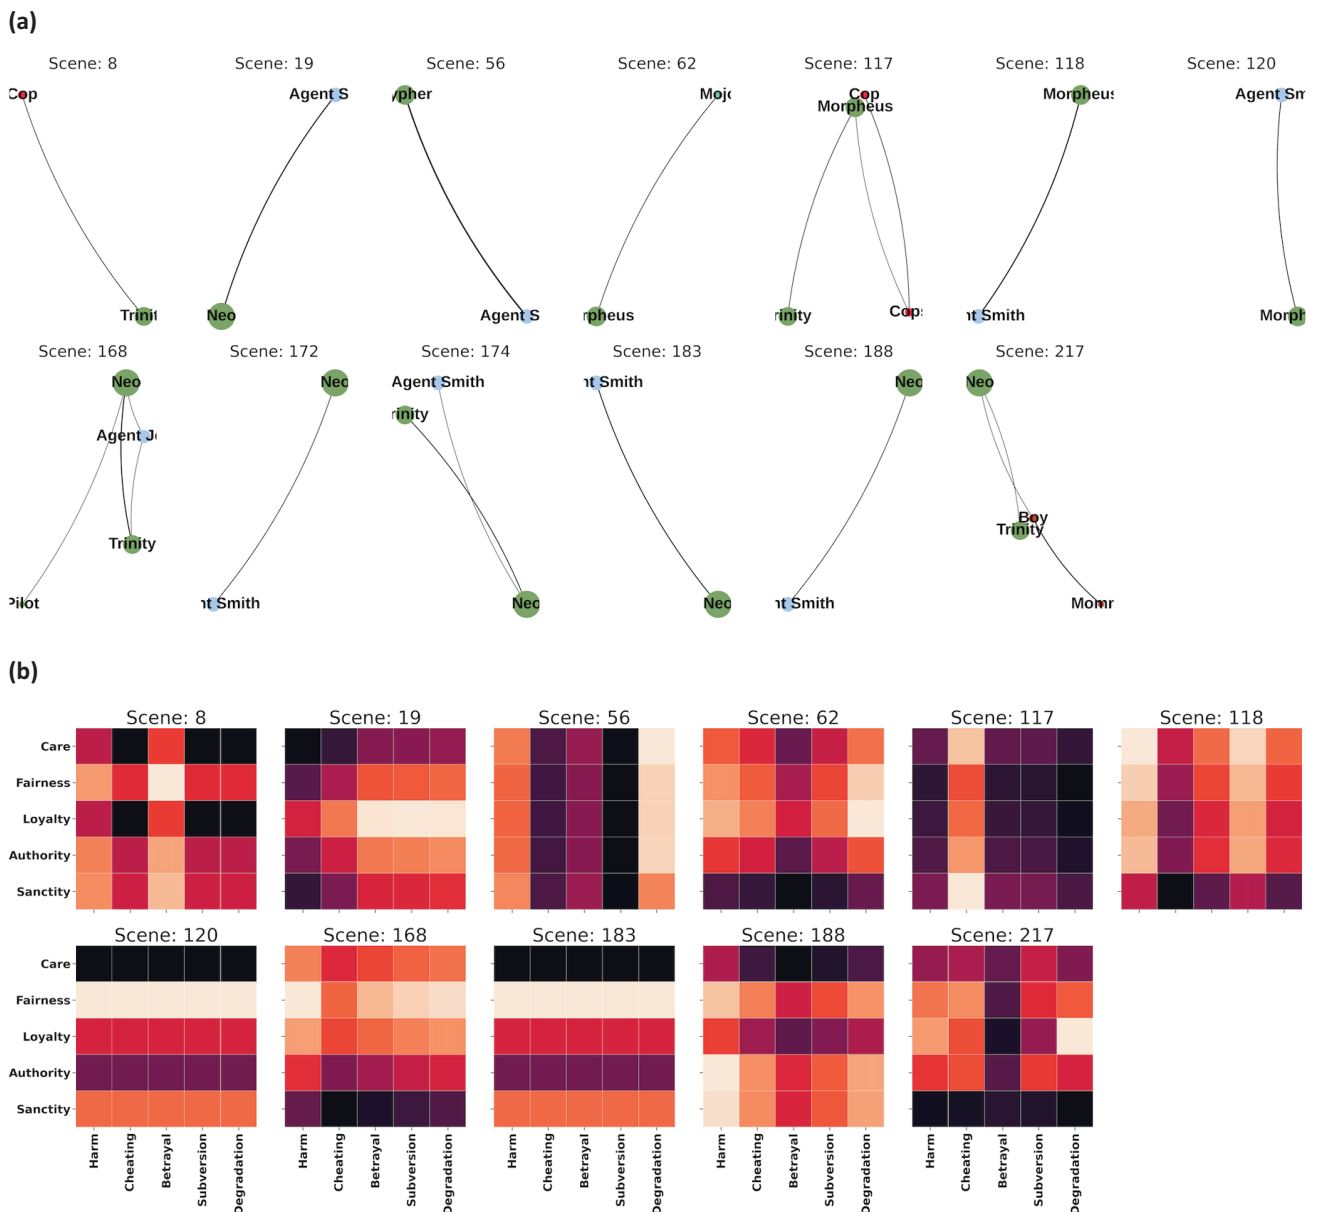 (a)
Scene: 8
Scene: 19
Scene: 56
Scene: 62
Scene: 117
Scene: 118
Scene: 120
Cop
Agent S
ypher
Mojo
Cop
Morpheus
Morpheus
Agent Sm
Trinit
Neo
Agent S
rpheus
rinity
Cops
nt Smith
Morph
Scene: 168
Scene: 172
Scene: 174
Scene: 183
Scene: 188
Scene: 217
Neo
Agent Jo
Trinity
Pilot
Neo
nt Smith
Agent Smith
rinity
Neo
nt Smith
Neo
Neo
nt Smith
Neo
Boy
Trinity
Momm
(b)
Scene: 8
Scene: 19
Scene: 56
Scene: 62
Scene: 117
Scene: 118
Care
Fairness
Loyalty
Authority
Sanctity
Scene: 120
Scene: 168
Scene: 183
Scene: 188
Scene: 217
Care
Fairness
Loyalty
Authority
Sanctity
Harm
Cheating
Betrayal
Subversion
Degradation
Harm
Cheating
Betrayal
Subversion
Degradation
Harm
Cheating
Betrayal
Subversion
Degradation
Harm
Cheating
Betrayal
Subversion
Degradation
Harm
Cheating
Betrayal
Subversion
Degradation